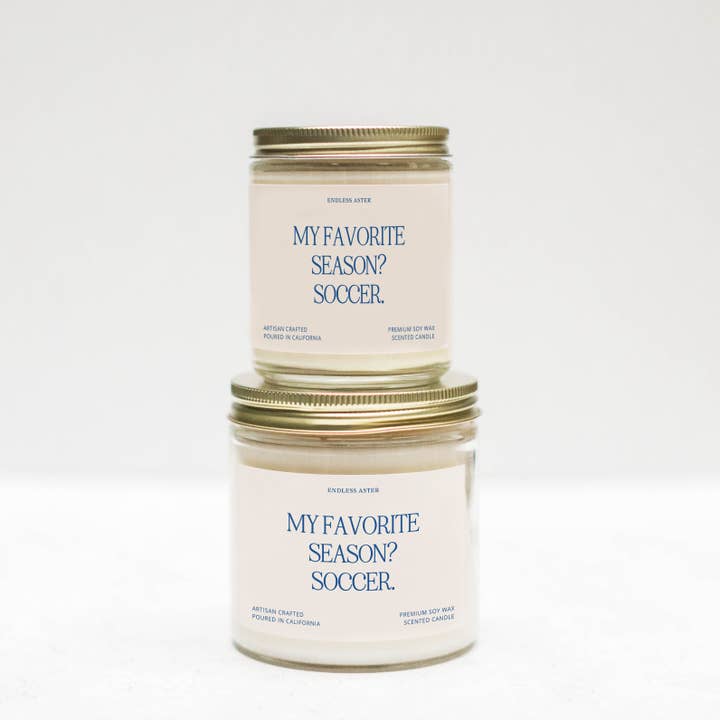 ENDLESS ASTER
MY FAVORITE
SEASON?
SOCCER.
ARTISAN CRAFTED
POURED IN CALIFORNIA
PREMIUM SOY WAX
SCENTED CANDLE
ENDLESS ASTER
MY FAVORITE
SEASON?
SOCCER.
ARTISAN CRAFTED
POURED IN CALIFORNIA
PREMIUM SOY WAX
SCENTED CANDLE